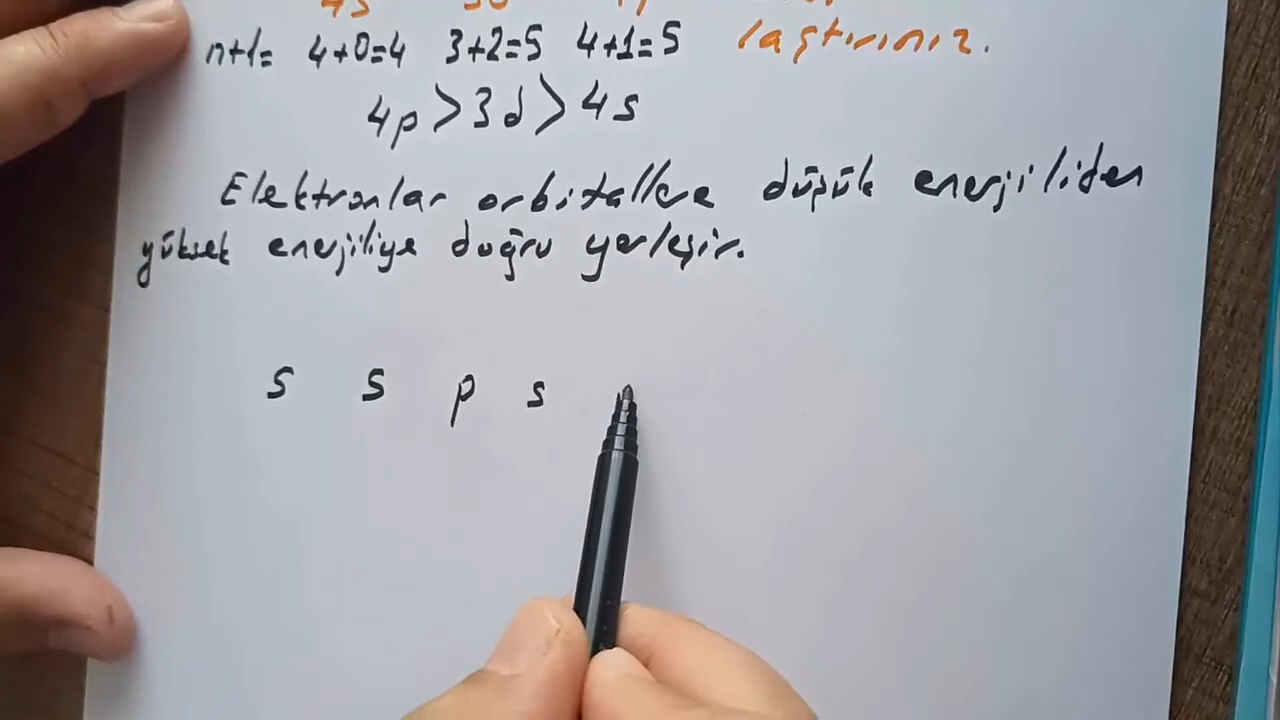 n+l= 4+0=4 3+2=5 4+1=5 laştırınız.
4p>3d>4s
Elektronlar orbitallere düşük enerjiliden
yüksek enerjiliye doğru yerleşir.
s s p s